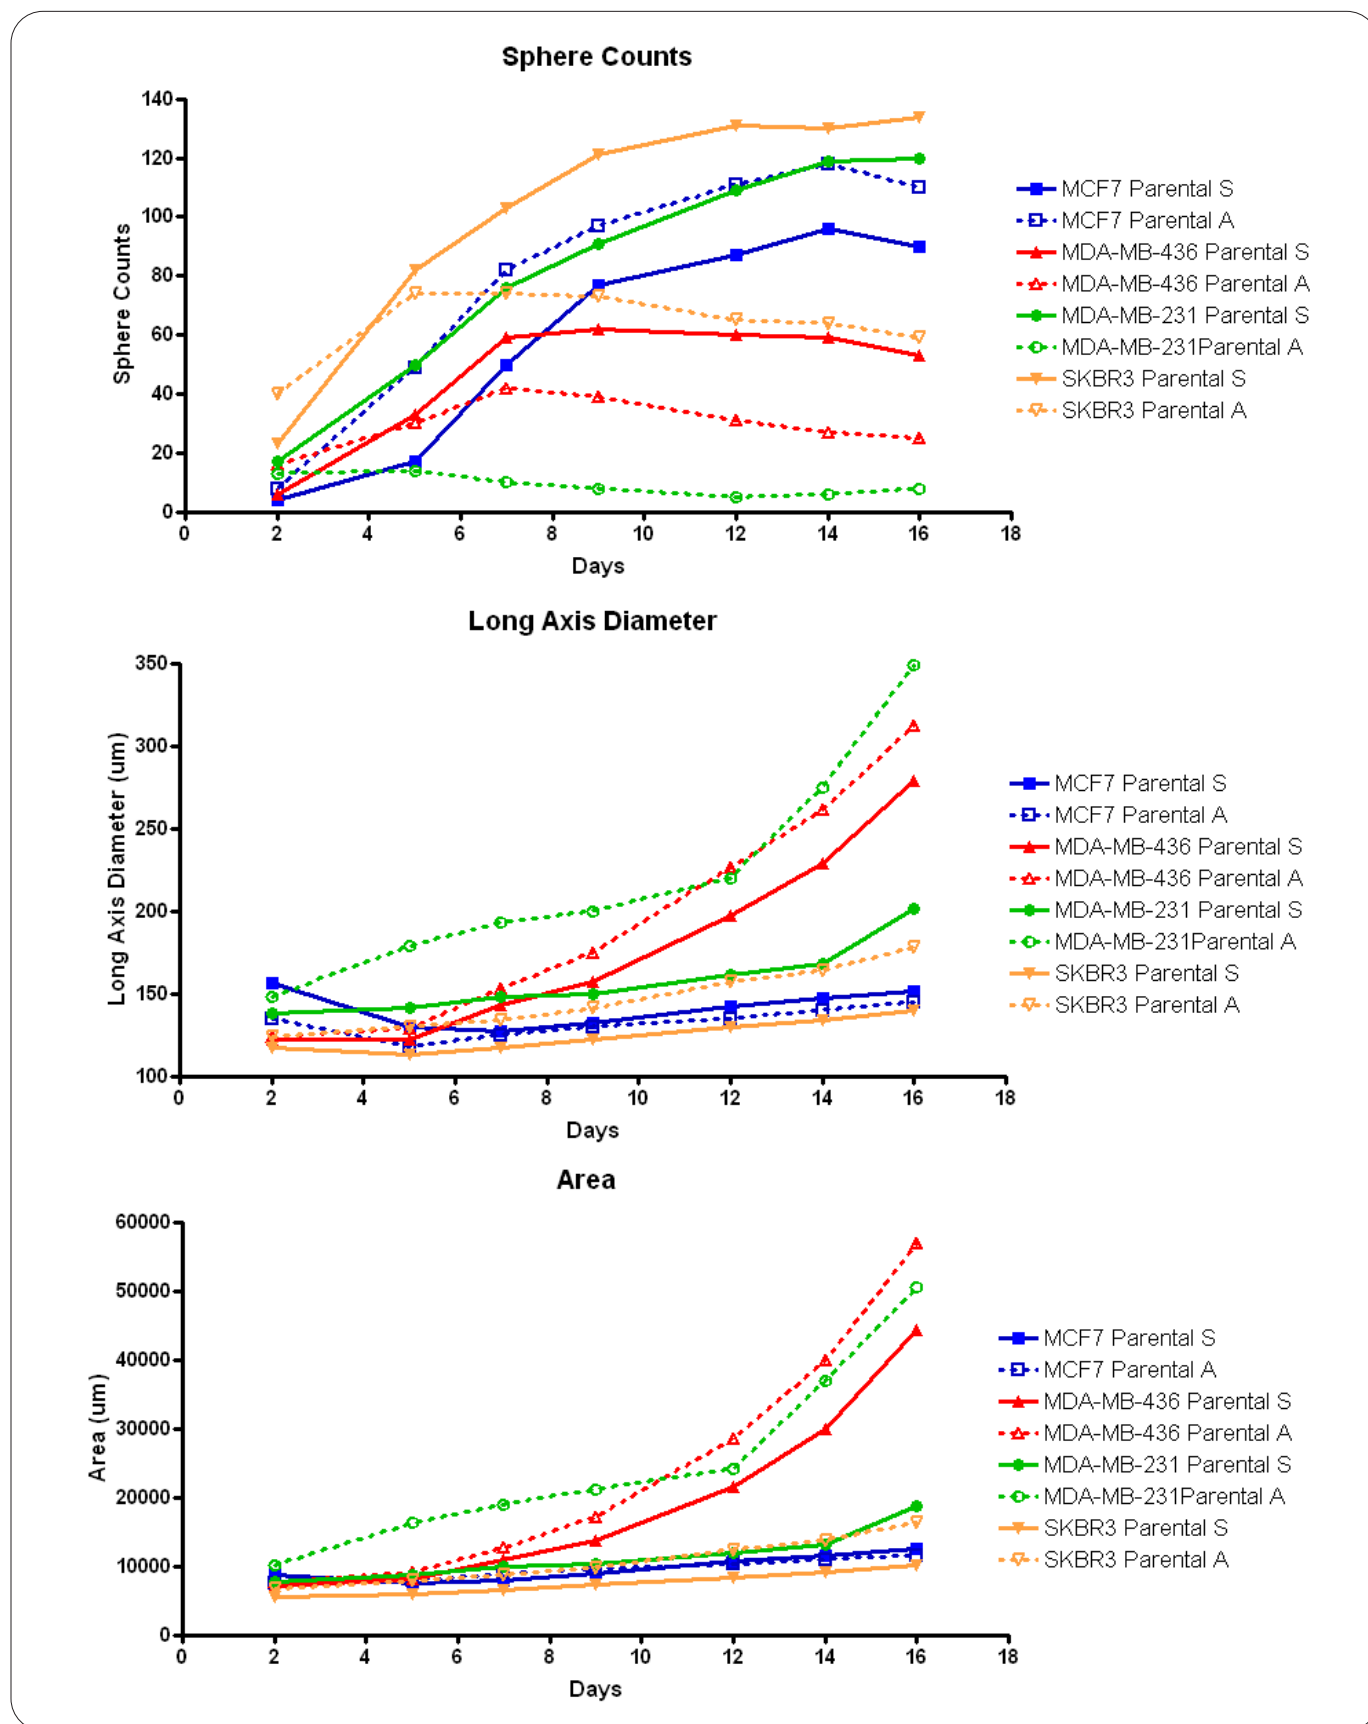 Sphere Counts
140
120
100
80
60
40
20
0
Sphere Counts
0 2 4 6 8 10 12 14 16 18
Days
MCF7 Parental S
MCF7 Parental A
MDA-MB-436 Parental S
MDA-MB-436 Parental A
MDA-MB-231 Parental S
MDA-MB-231Parental A
SKBR3 Parental S
SKBR3 Parental A
Long Axis Diameter
350
300
250
200
150
100
Long Axis Diameter (um)
0 2 4 6 8 10 12 14 16 18
Days
MCF7 Parental S
MCF7 Parental A
MDA-MB-436 Parental S
MDA-MB-436 Parental A
MDA-MB-231 Parental S
MDA-MB-231Parental A
SKBR3 Parental S
SKBR3 Parental A
Area
60000
50000
40000
30000
20000
10000
0
Area (um)
0 2 4 6 8 10 12 14 16 18
Days
MCF7 Parental S
MCF7 Parental A
MDA-MB-436 Parental S
MDA-MB-436 Parental A
MDA-MB-231 Parental S
MDA-MB-231Parental A
SKBR3 Parental S
SKBR3 Parental A